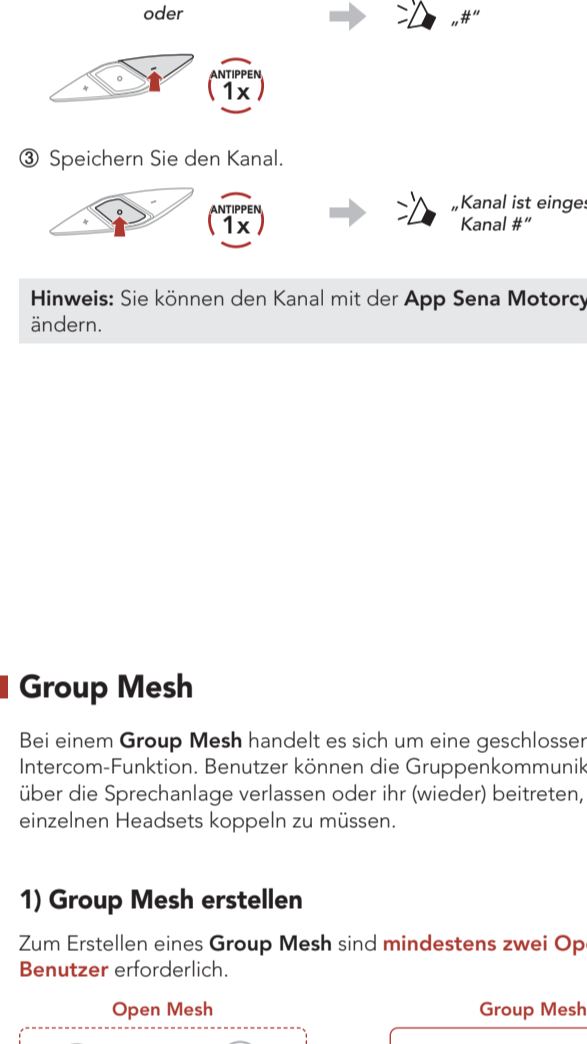 oder
„#“
ANTIPPEN
1x
③ Speichern Sie den Kanal.
ANTIPPEN
1x
„Kanal ist einges
Kanal #“
Hinweis: Sie können den Kanal mit der App Sena Motorcy
ändern.
Group Mesh
Bei einem Group Mesh handelt es sich um eine geschlossen
Intercom-Funktion. Benutzer können die Gruppenkommunik
über die Sprechanlage verlassen oder ihr (wieder) beitreten,
einzelnen Headsets koppeln zu müssen.
1) Group Mesh erstellen
Zum Erstellen eines Group Mesh sind mindestens zwei Op
Benutzer erforderlich.
Open Mesh
Group Mesh